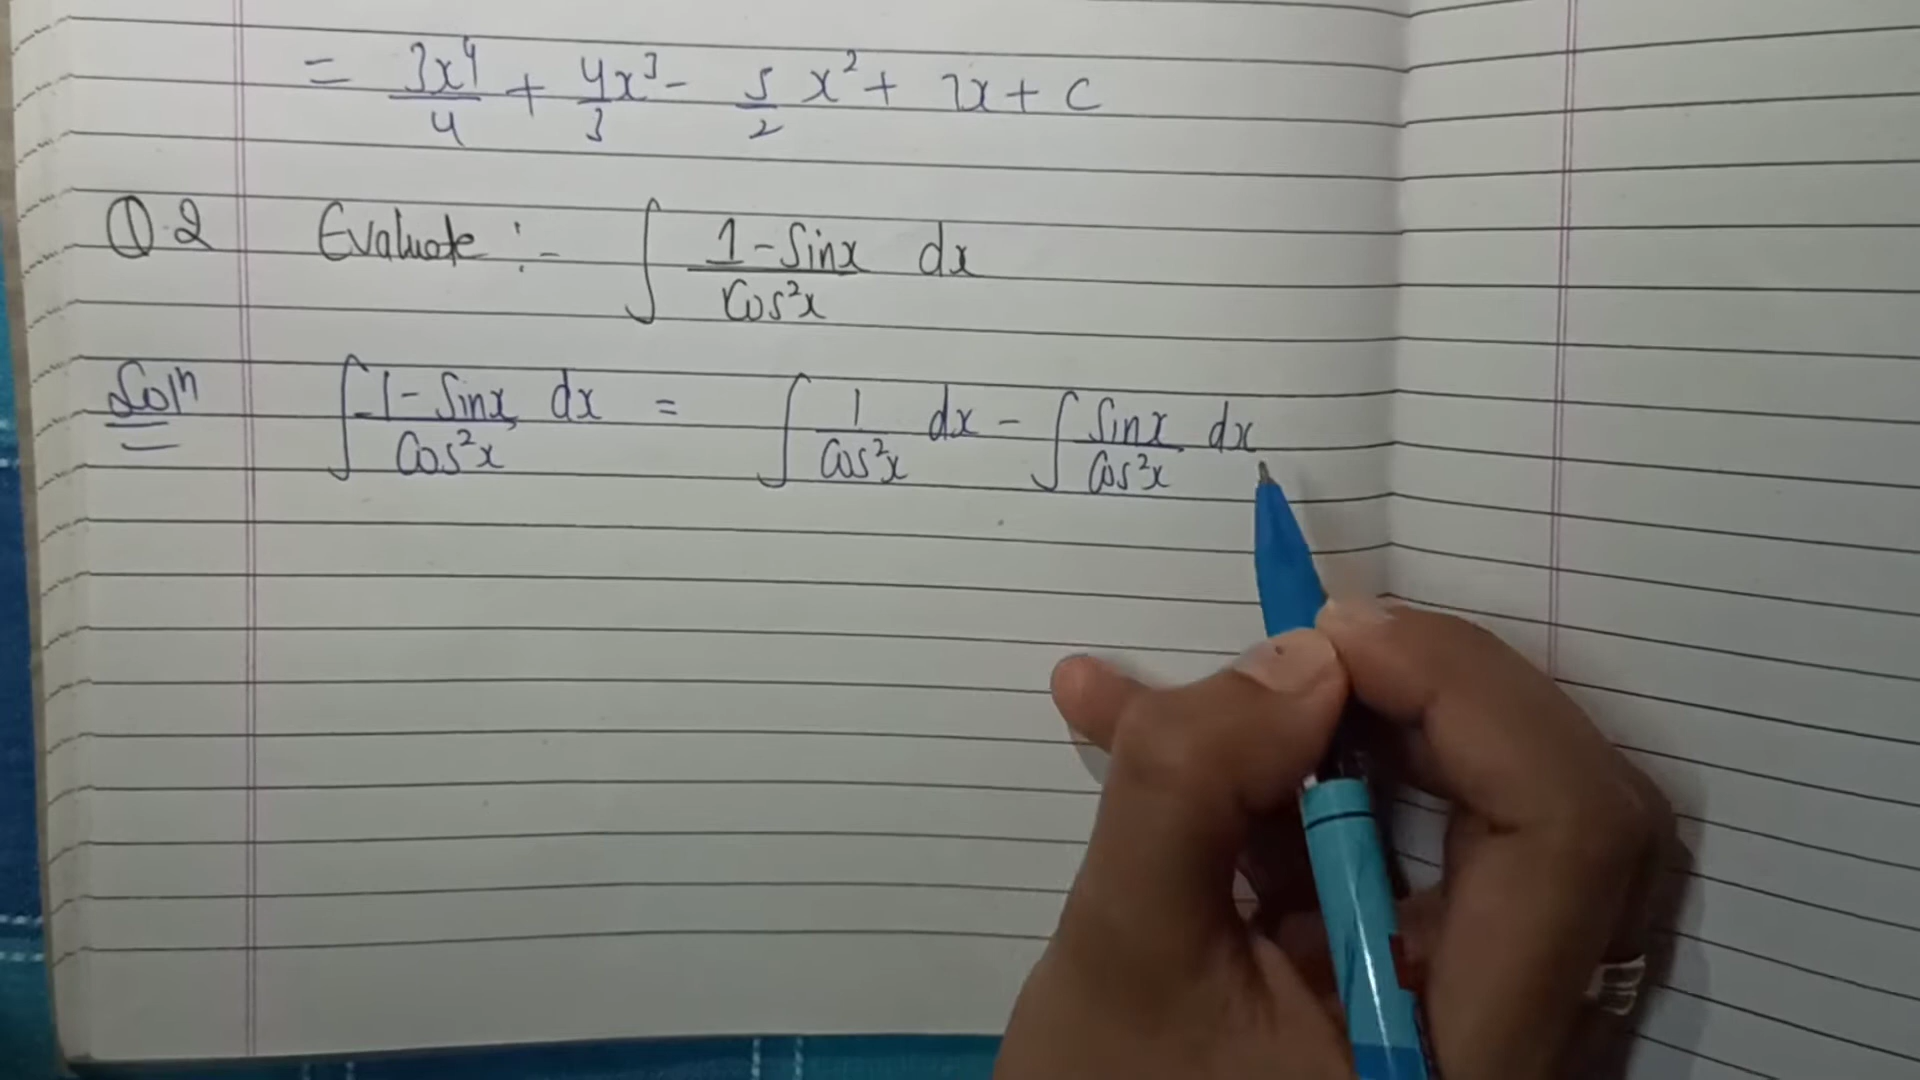 = 3x⁴/4 + 4x³/3 - 5/2 x² + 7x + C
Q.2 Evaluate :- ∫ 1-Sinx/Cos²x dx
Solⁿ ∫ 1-Sinx/Cos²x dx = ∫ 1/Cos²x dx - ∫ Sinx/Cos²x dx